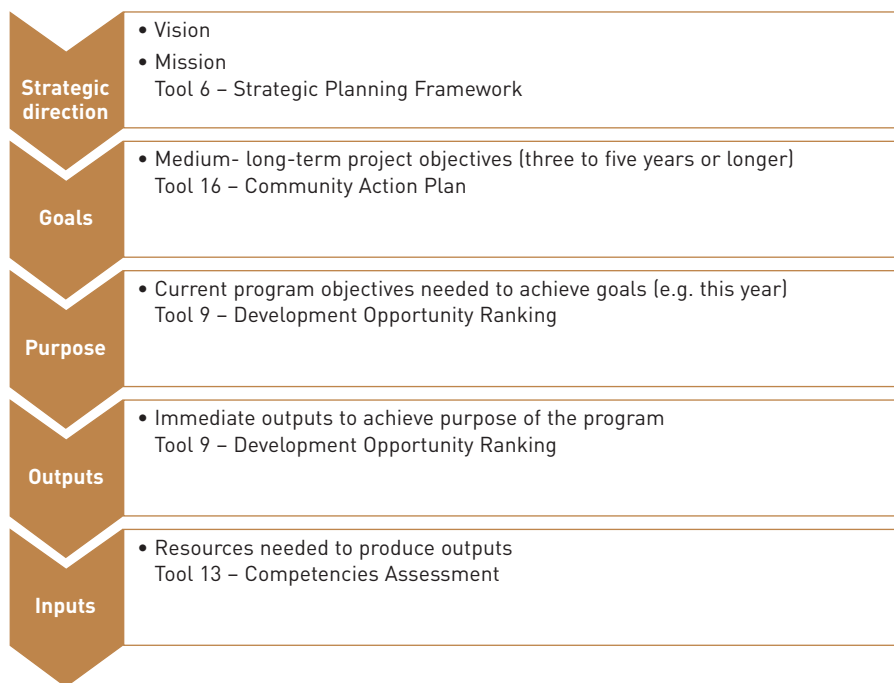 Strategic
direction
• Vision
• Mission
Tool 6 – Strategic Planning Framework
Goals
• Medium- long-term project objectives (three to five years or longer)
Tool 16 – Community Action Plan
Purpose
• Current program objectives needed to achieve goals (e.g. this year)
Tool 9 – Development Opportunity Ranking
Outputs
• Immediate outputs to achieve purpose of the program
Tool 9 – Development Opportunity Ranking
Inputs
• Resources needed to produce outputs
Tool 13 – Competencies Assessment